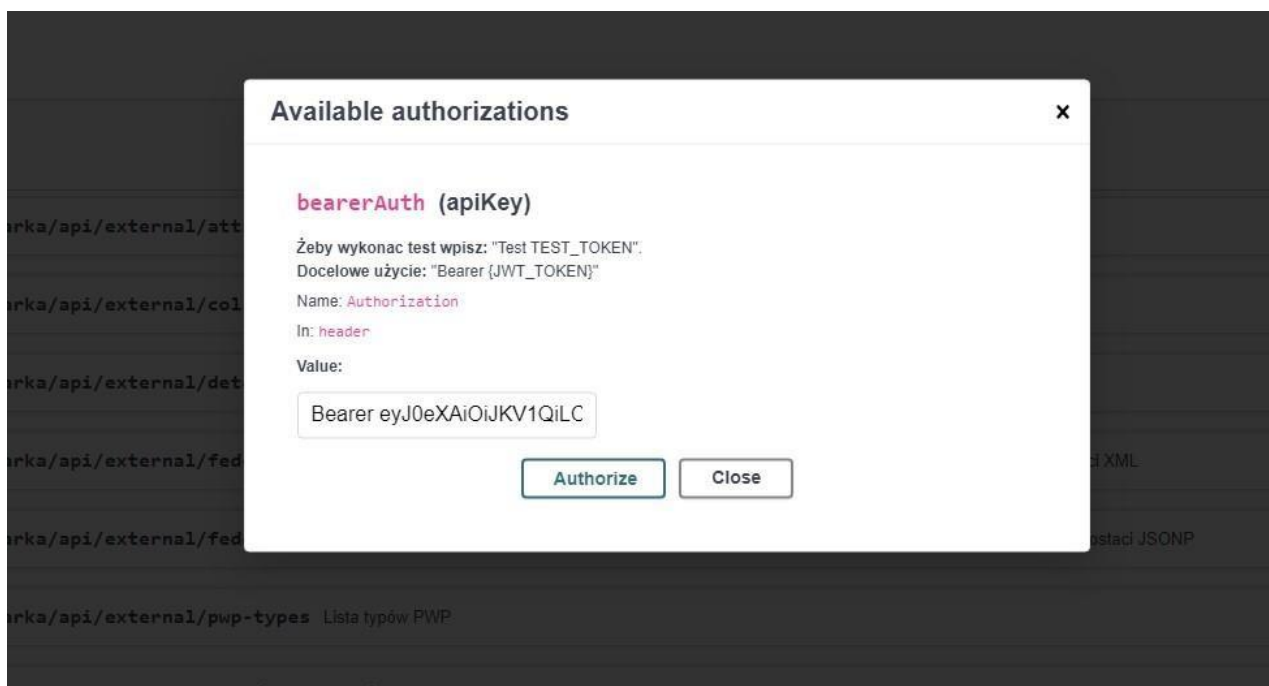 Available authorizations
×
bearerAuth (apiKey)
Żeby wykonac test wpisz: "Test TEST_TOKEN".
Docelowe użycie: "Bearer {JWT_TOKEN}"
Name: Authorization
In: header
Value:
Bearer eyJ0eXAiOiJKV1QiLC
Authorize Close
rka/api/external/att
rka/api/external/col
rka/api/external/det
rka/api/external/fed
XML
rka/api/external/fed
ostaci JSONP
arka/api/external/pwp-types Lista typów PWP